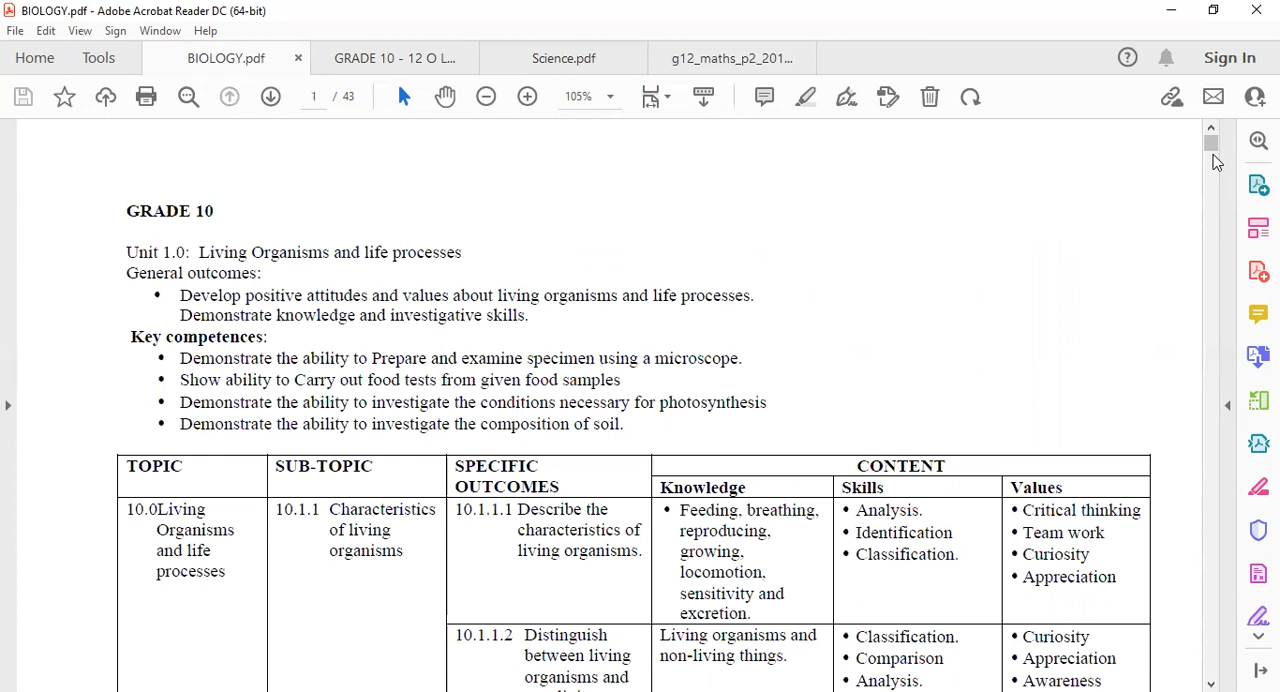 BIOLOGY.pdf - Adobe Acrobat Reader DC (64-bit)
File Edit View Sign Window Help
Home Tools BIOLOGY.pdf × GRADE 10 - 12 O L... Science.pdf g12_maths_p2_201... Sign In
1 / 43 105%
GRADE 10
Unit 1.0: Living Organisms and life processes
General outcomes:
• Develop positive attitudes and values about living organisms and life processes.
Demonstrate knowledge and investigative skills.
Key competences:
• Demonstrate the ability to Prepare and examine specimen using a microscope.
• Show ability to Carry out food tests from given food samples
• Demonstrate the ability to investigate the conditions necessary for photosynthesis
• Demonstrate the ability to investigate the composition of soil.
TOPIC SUB-TOPIC SPECIFIC CONTENT
OUTCOMES Knowledge Skills Values
10.0Living 10.1.1 Characteristics 10.1.1.1 Describe the • Feeding, breathing, • Analysis. • Critical thinking
Organisms of living characteristics of reproducing, • Identification • Team work
and life organisms living organisms. growing, • Classification. • Curiosity
processes locomotion, • Appreciation
sensitivity and
excretion.
10.1.1.2 Distinguish Living organisms and • Classification. • Curiosity
between living non-living things. • Comparison • Appreciation
organisms and • Analysis. • Awareness